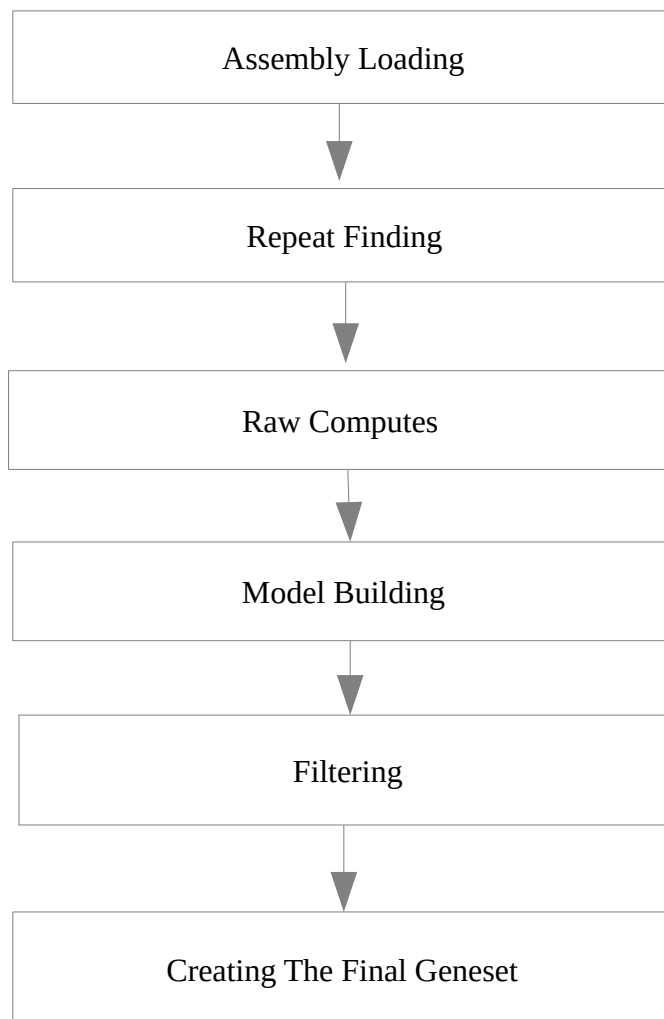 Assembly Loading
Repeat Finding
Raw Computes
Model Building
Filtering
Creating The Final Geneset